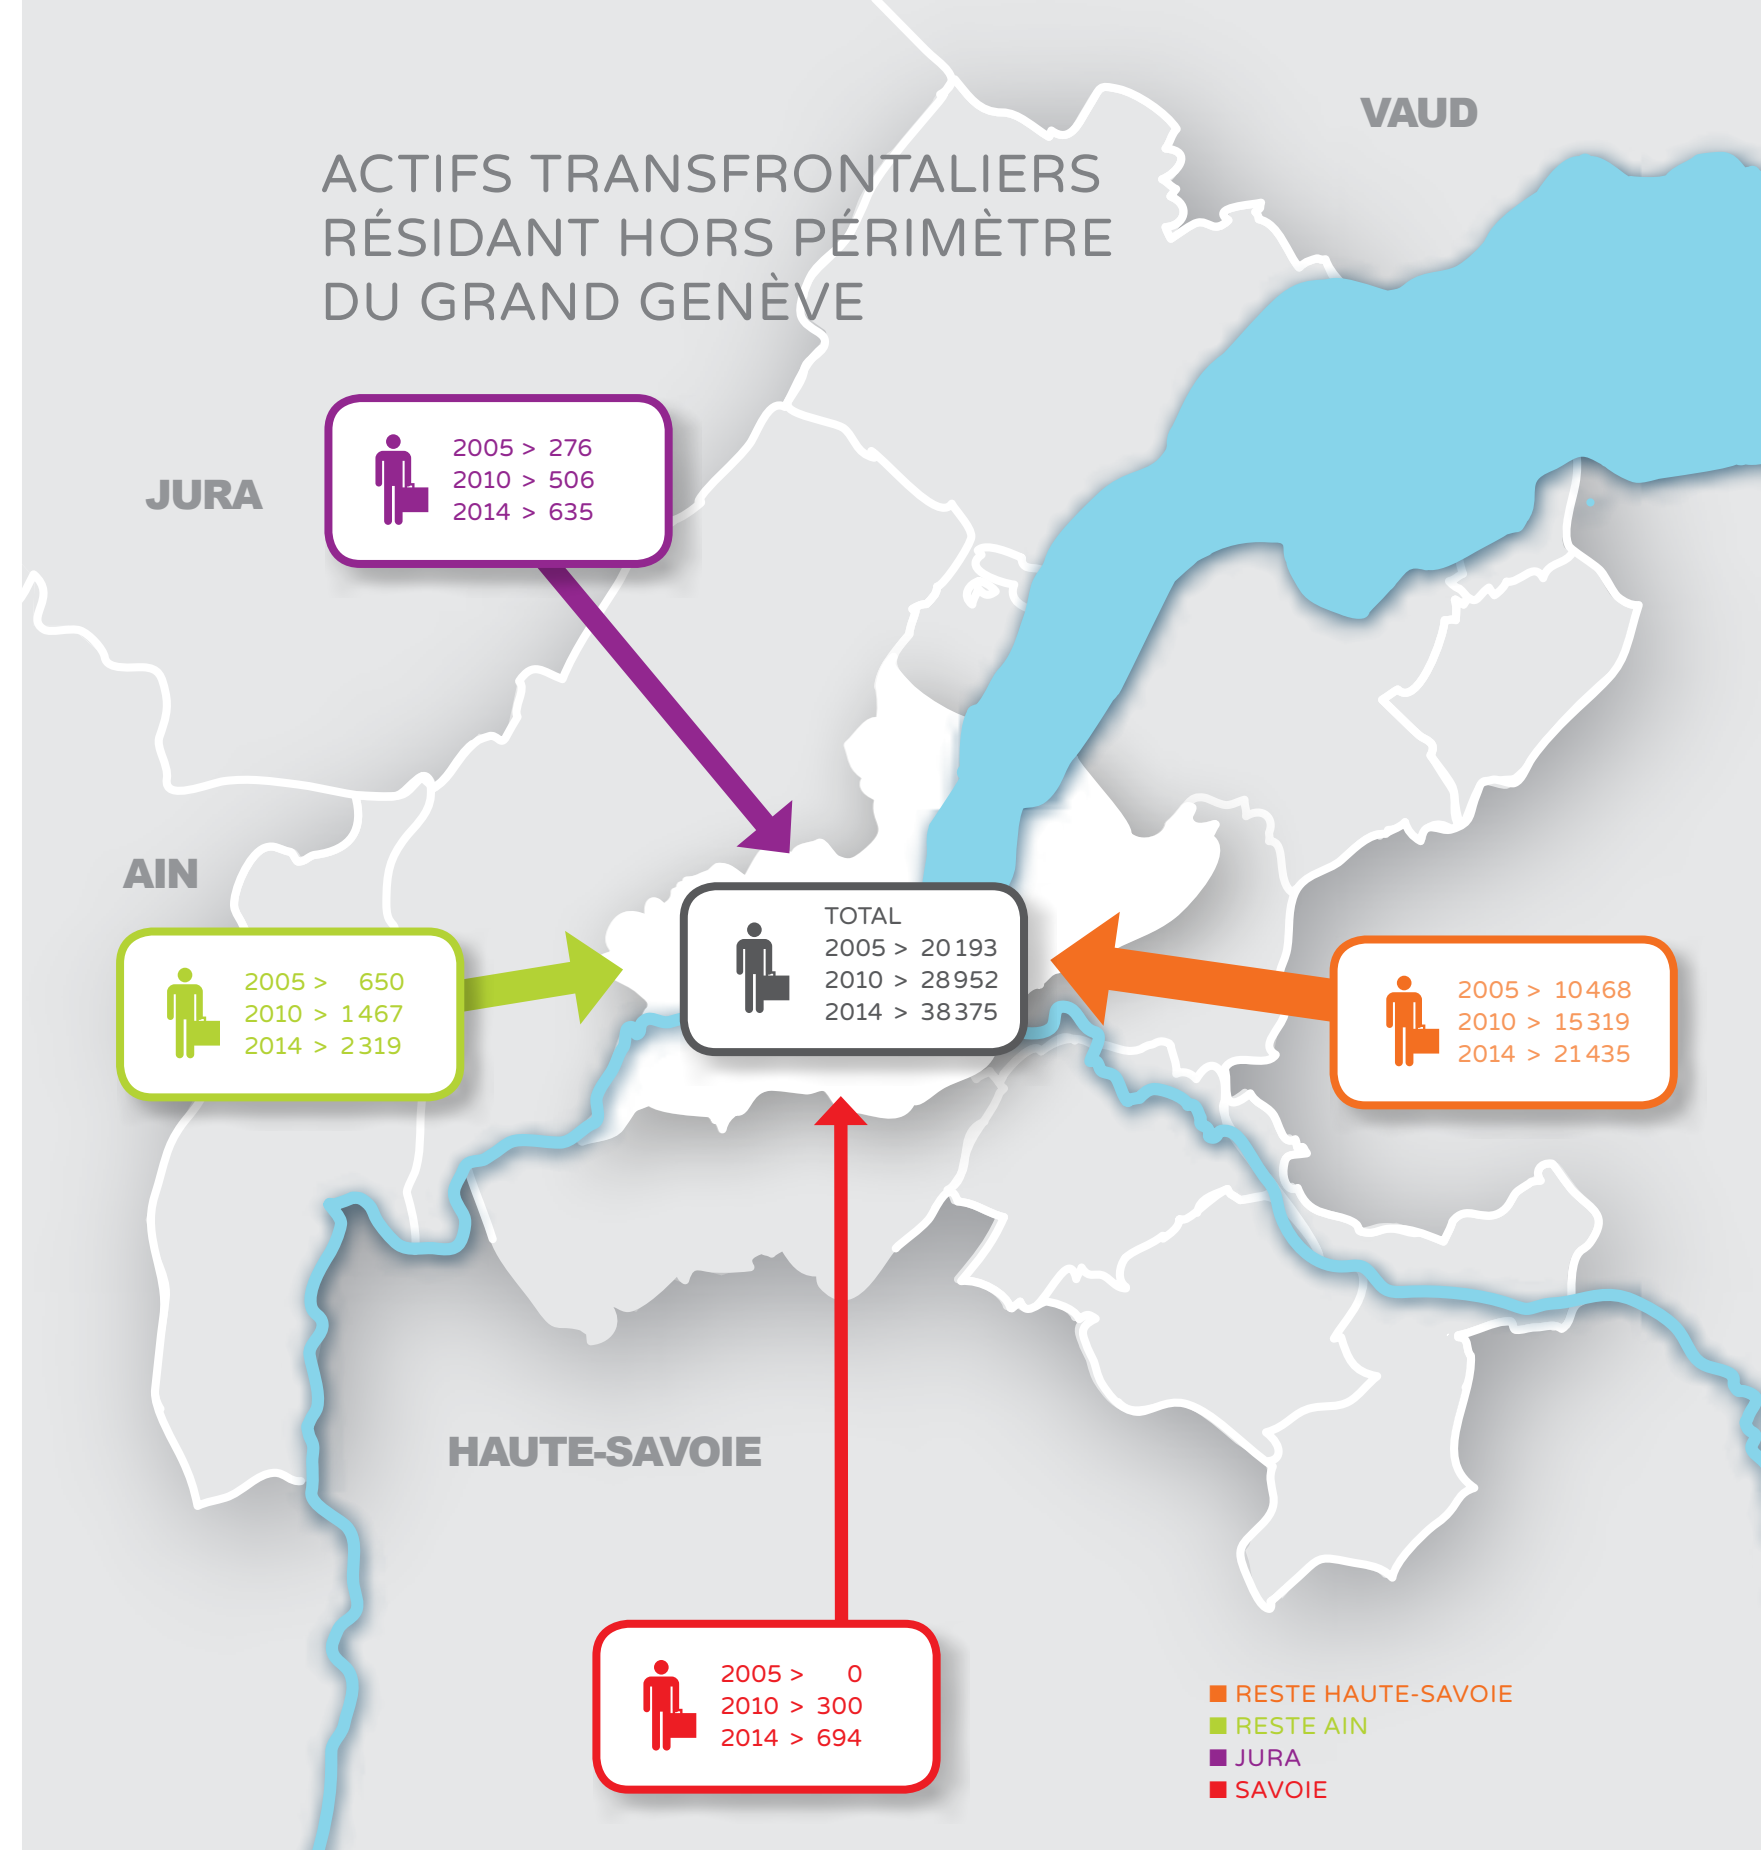 VAUD
ACTIFS TRANSFRONTALIERS
RÉSIDANT HORS PÉRIMÈTRE
DU GRAND GENÈVE
JURA
2005 > 276
2010 > 506
2014 > 635
AIN
2005 > 650
2010 > 1 467
2014 > 2 319
TOTAL
2005 > 20 193
2010 > 28 952
2014 > 38 375
2005 > 10 468
2010 > 15 319
2014 > 21 435
HAUTE-SAVOIE
2005 > 0
2010 > 300
2014 > 694
RESTE HAUTE-SAVOIE
RESTE AIN
JURA
SAVOIE